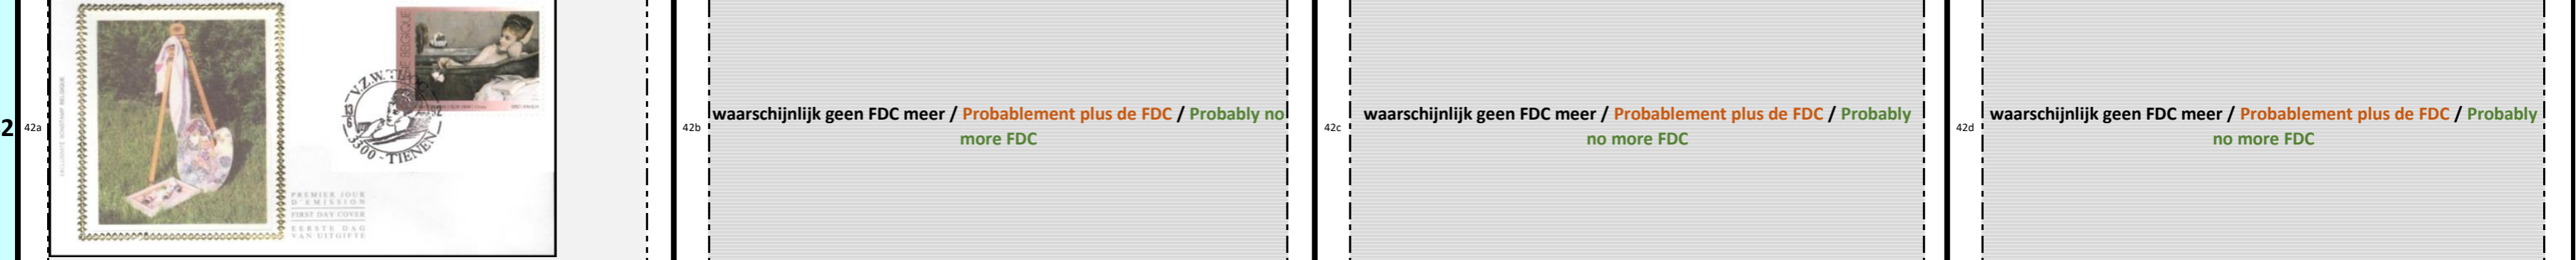 2
42a
BELGIQUE
V.Z.W.
3300 - TIENEN
PREMIER JOUR
D'EMISSION
FIRST DAY COVER
EERSTE DAG
VAN UITGIFTE
42b
waarschijnlijk geen FDC meer / Probablement plus de FDC / Probably no
more FDC
42c
waarschijnlijk geen FDC meer / Probablement plus de FDC / Probably
no more FDC
42d
waarschijnlijk geen FDC meer / Probablement plus de FDC / Probably
no more FDC